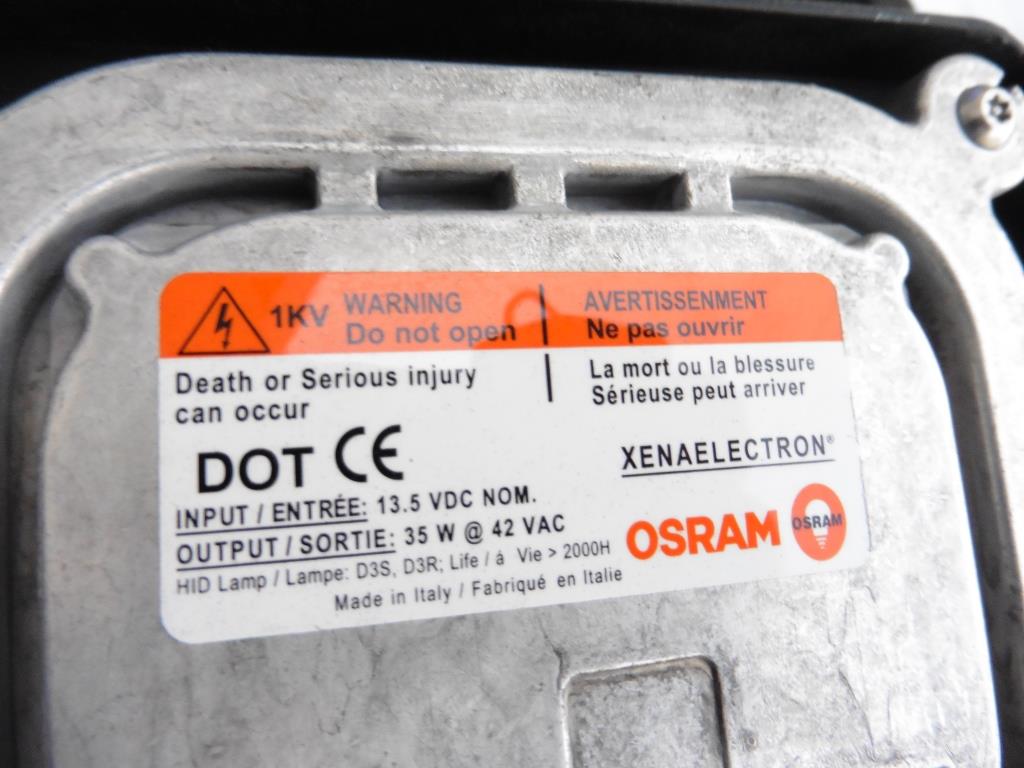 1KV WARNING
Do not open
AVERTISSENMENT
Ne pas ouvrir
Death or Serious injury
can occur
La mort ou la blessure
Sérieuse peut arriver
DOT CE
XENAELECTRON®
INPUT / ENTRÉE: 13.5 VDC NOM.
OUTPUT / SORTIE: 35 W @ 42 VAC
HID Lamp / Lampe: D3S, D3R; Life / á Vie > 2000H
Made in Italy / Fabriqué en Italie
OSRAM
OSRAM